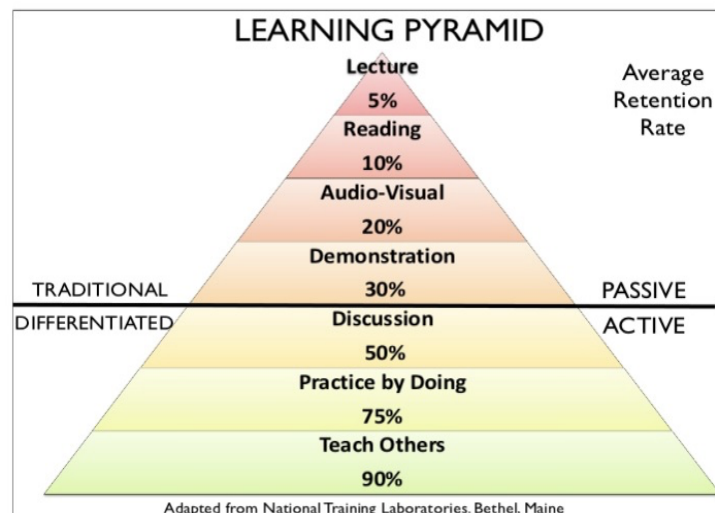 LEARNING PYRAMID
Average
Retention
Rate
Lecture
5%
Reading
10%
Audio-Visual
20%
Demonstration
30%
TRADITIONAL
PASSIVE
DIFFERENTIATED
ACTIVE
Discussion
50%
Practice by Doing
75%
Teach Others
90%
Adapted from National Training Laboratories, Bethel, Maine